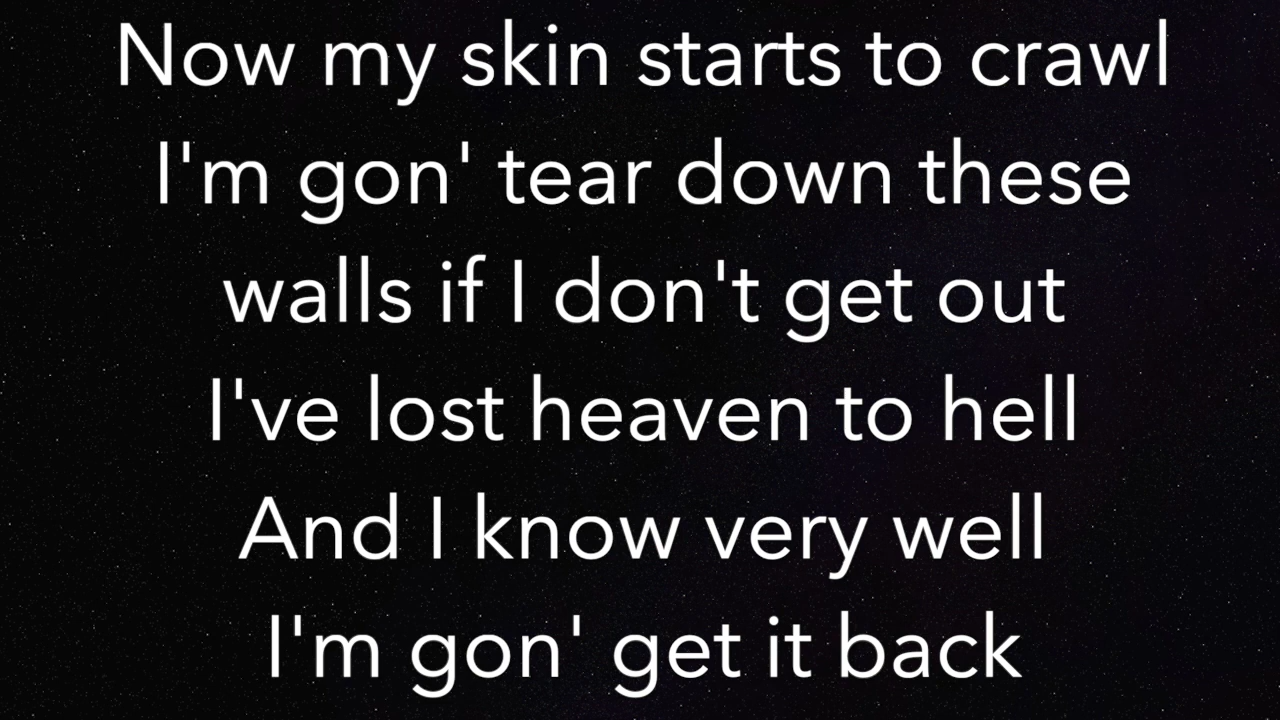 Now my skin starts to crawl
I'm gon' tear down these
walls if I don't get out
I've lost heaven to hell
And I know very well
I'm gon' get it back